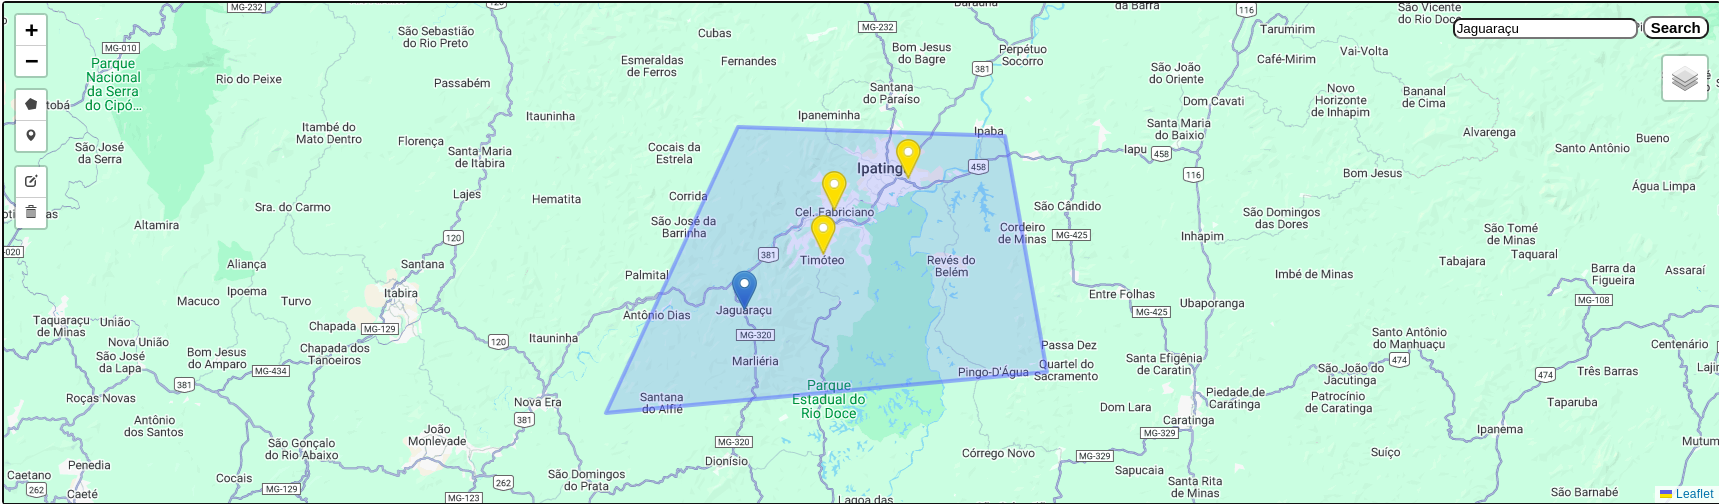 MG-232
120
Barauna
da Barra
116
São Vicente
do Rio Doce
+
−
Jaguaraçu
Search
São Sebastião
do Rio Preto
Cubas
MG-232
Tarumirim
MG-010
Bom Jesus
do Bagre
Perpétuo
Socorro
Vai-Volta
Café-Mirim
Parque
Nacional
da Serra
do Cipó...
Esmeraldas
de Ferros
Fernandes
381
São João
do Oriente
Rio do Peixe
Passabém
Santana
do Paraíso
Novo
Horizonte
de Inhapim
Bananal
de Cima
tobá
Dom Cavati
Itauninha
Ipaneminha
Itambé do
Mato Dentro
Ipaba
Santa Maria
do Baixio
Alvarenga
Bueno
Florença
São José
da Serra
Santa Maria
de Itabira
Cocais da
Estrela
Iapu
458
Santo Antônio
Ipating
458
116
Bom Jesus
Água Limpa
Lajes
Hematita
Corrida
Sra. do Carmo
São Cândido
Cel. Fabriciano
São Domingos
das Dores
Altamira
São José da
Barrinha
Cordeiro
de Minas
MG-425
Inhapim
São Tomé
de Minas
120
-020
381
Taquaral
Aliança
Santana
Timóteo
Revés do
Belém
Tabajara
Barra da
Figueira
Assaraí
Palmital
Imbé de Minas
Ipoema
Itabira
Macuco
Turvo
Entre Folhas
Ubaporanga
MG-108
Jaguaraçu
Antônio Dias
MG-425
Taquaraçu
de Minas
União
Chapada
MG-129
MG-320
Santo Antônio
do Manhuaçu
Nova União
120
Itauninha
Passa Dez
Centenário
São José
da Lapa
Bom Jesus
do Amparo
Chapada dos
Tanoeiros
Marliéria
Santa Efigênia
de Caratin
474
MG-434
Pingo-D'Água
Quartel do
Sacramento
São João do
Jacutinga
474
Três Barras
381
Parque
Estadual do
Rio Doce
Roças Novas
Nova Era
Santana
do Alfié
Piedade de
Caratinga
Patrocínio
de Caratinga
Dom Lara
Taparuba
Antônio
dos Santos
381
Caratinga
João
Monlevade
MG-329
Ipanema
São Gonçalo
do Rio Abaixo
MG-320
Mutum
Córrego Novo
MG-329
Suíço
Penedia
Dionísio
Sapucaia
Caetano
Cocais
262
São Domingos
do Prata
Santa Rita
de Minas
262
Caeté
MG-129
MG-123
Lagoa das
São Barnabé
Leaflet